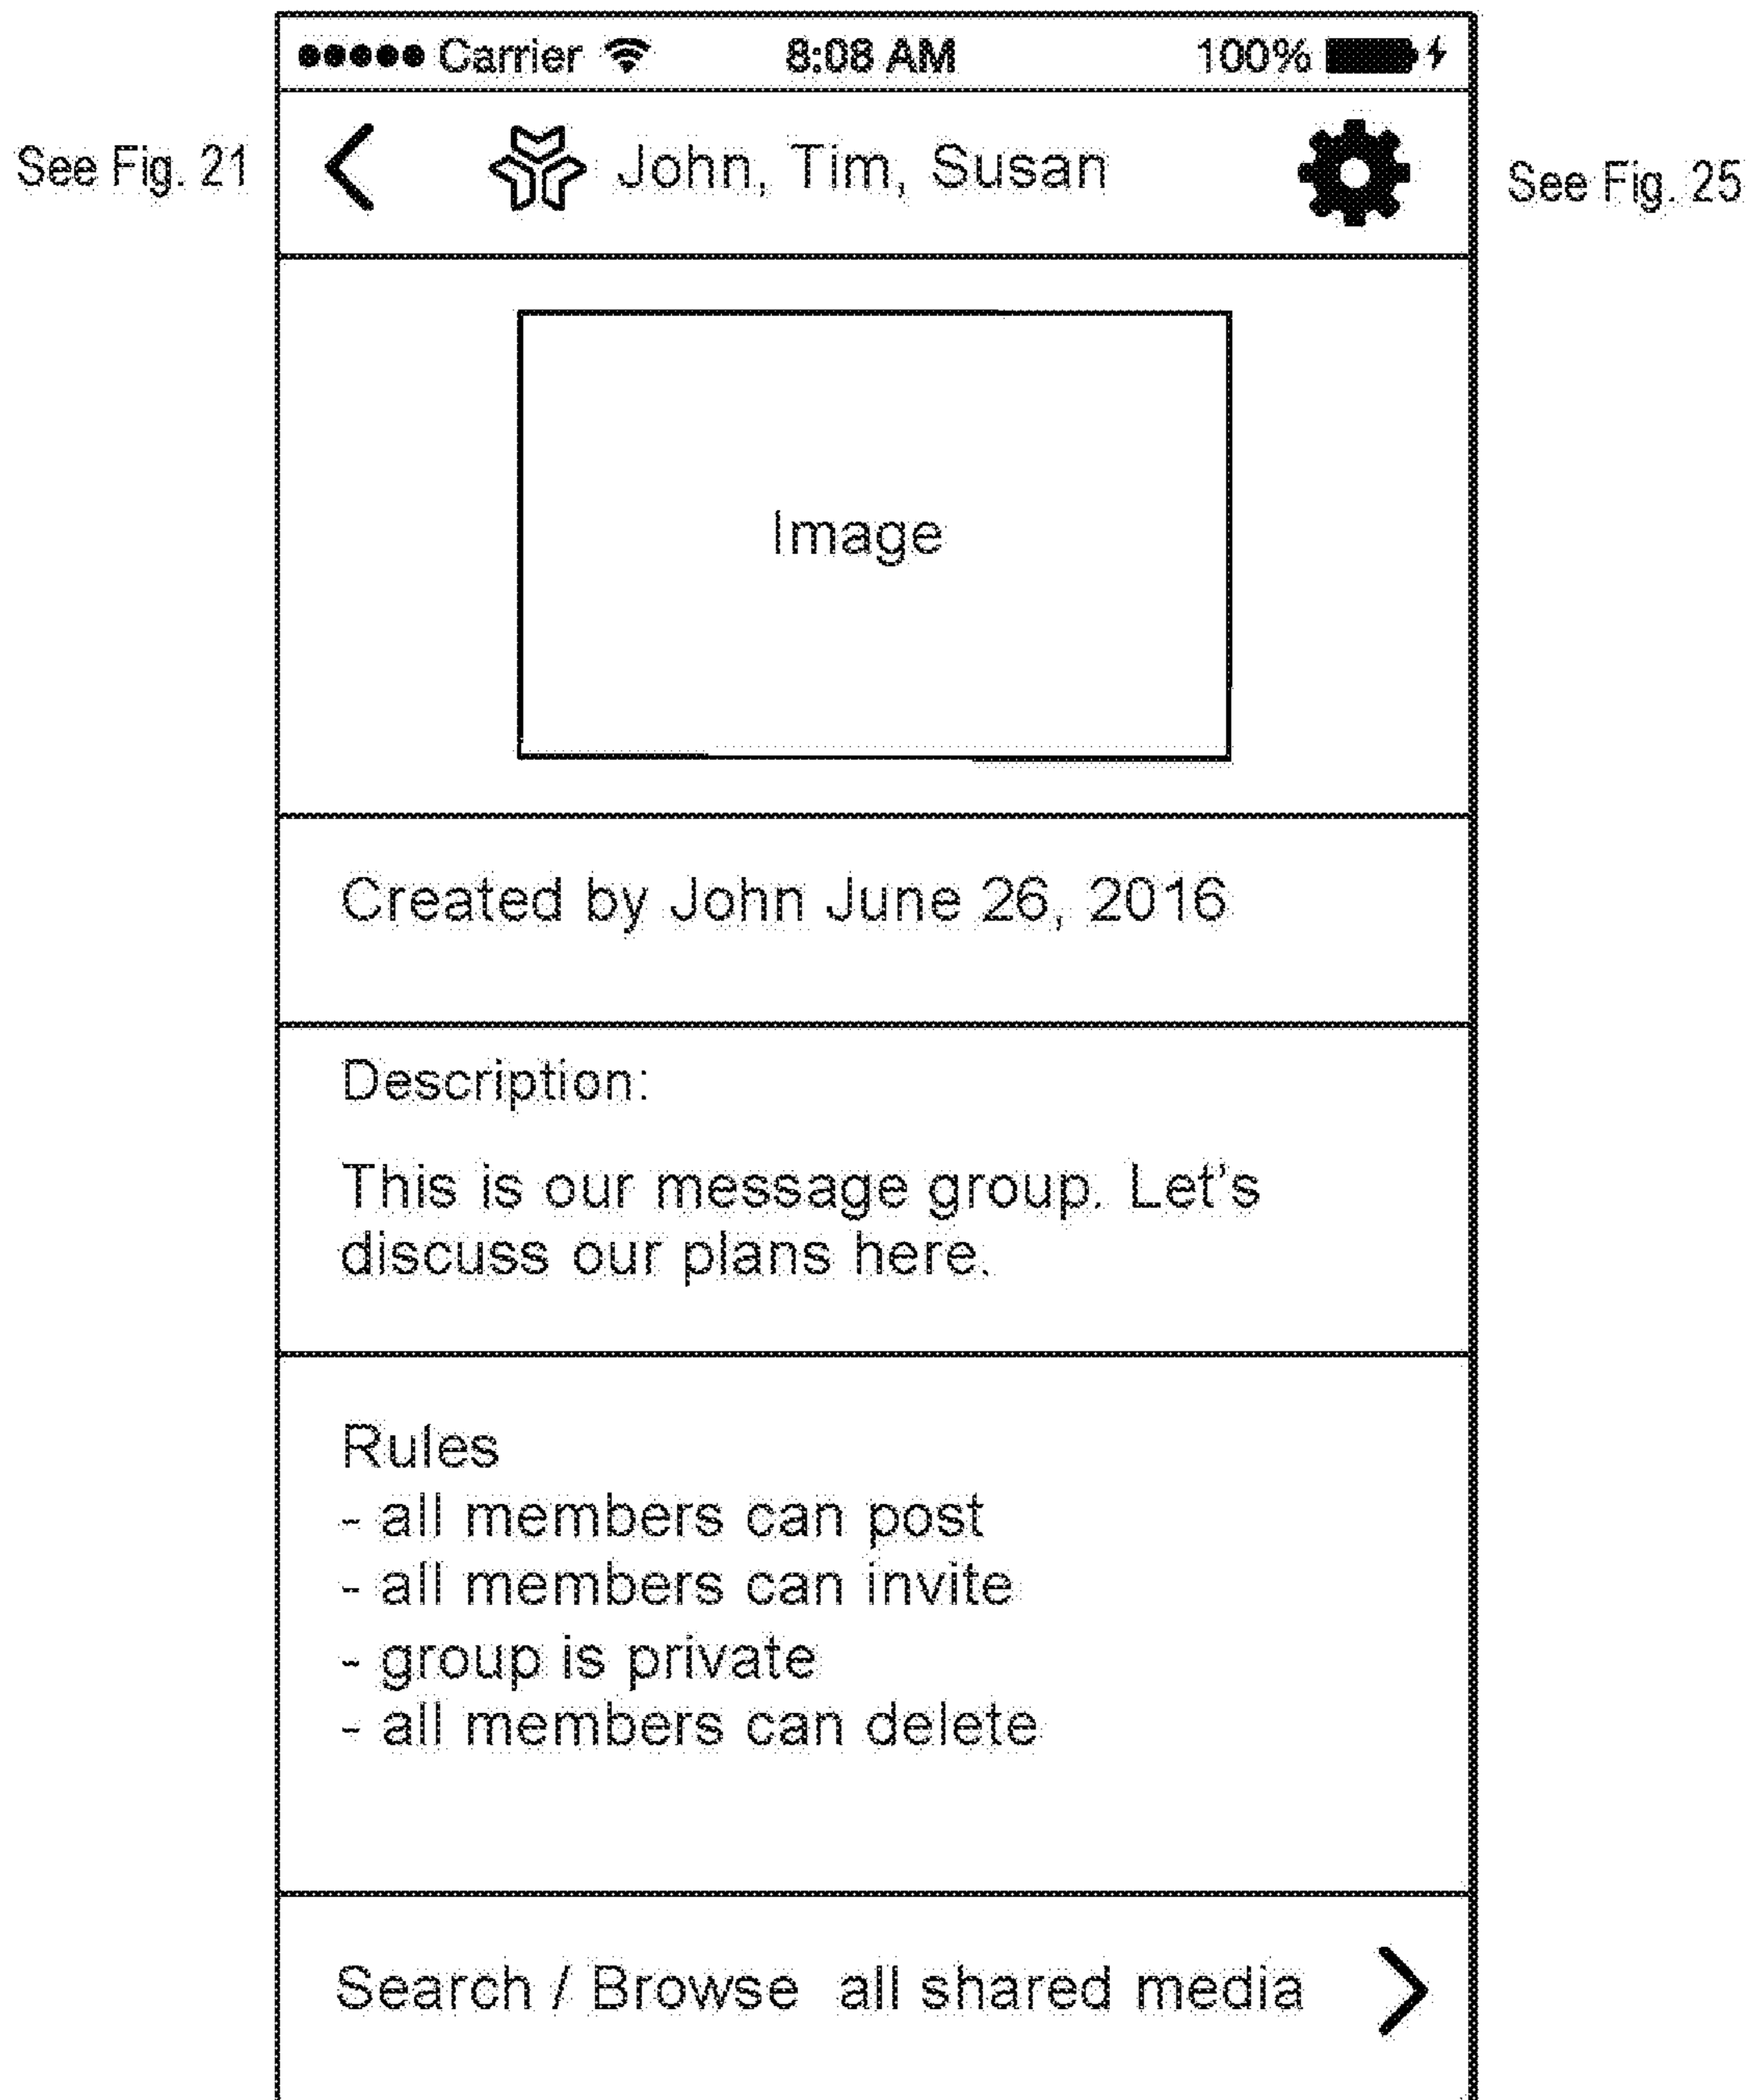 Carrier 8:08 AM 100%
See Fig. 21
John, Tim, Susan
See Fig. 25
Image
Created by John June 26, 2016
Description:
This is our message group. Let's
discuss our plans here.
Rules
- all members can post
- all members can invite
- group is private
- all members can delete
Search / Browse all shared media